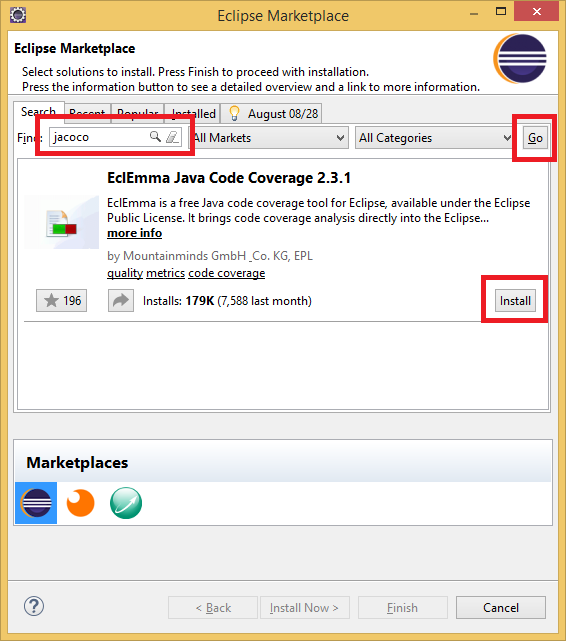 Eclipse Marketplace
Eclipse Marketplace
Select solutions to install. Press Finish to proceed with installation.
Press the information button to see a detailed overview and a link to more information.
Search Recent Popular Installed August 08/28
Find: jacoco All Markets All Categories Go
EclEmma Java Code Coverage 2.3.1
EclEmma is a free Java code coverage tool for Eclipse, available under the Eclipse
Public License. It brings code coverage analysis directly into the Eclipse...
more info
by Mountainminds GmbH _Co. KG, EPL
quality metrics code coverage
196 Installs: 179K (7,588 last month) Install
Marketplaces
? < Back Install Now > Finish Cancel